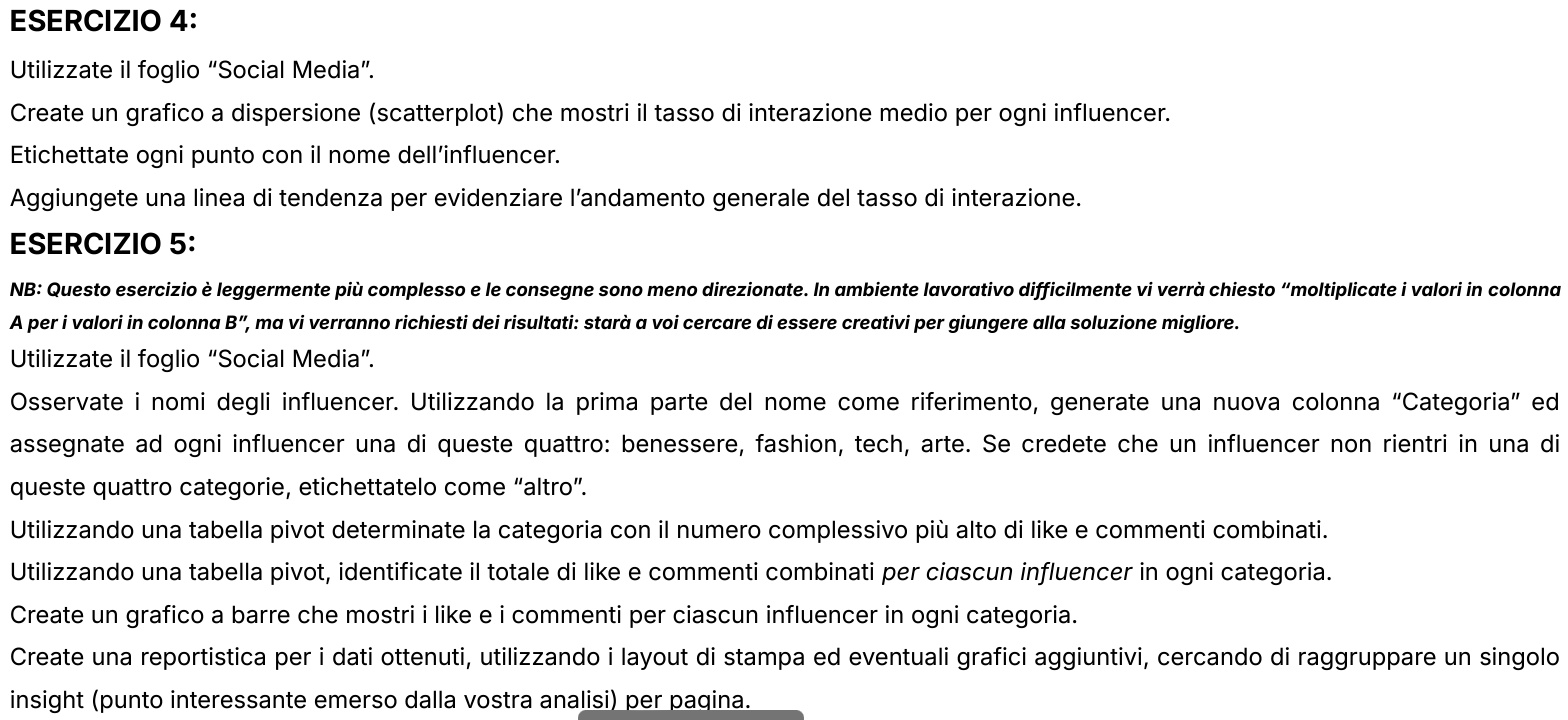 ESERCIZIO 4:
Utilizzate il foglio “Social Media”.
Create un grafico a dispersione (scatterplot) che mostri il tasso di interazione medio per ogni influencer.
Etichettate ogni punto con il nome dell’influencer.
Aggiungete una linea di tendenza per evidenziare l’andamento generale del tasso di interazione.
ESERCIZIO 5:
NB: Questo esercizio è leggermente più complesso e le consegne sono meno direzionate. In ambiente lavorativo difficilmente vi verrà chiesto “moltiplicate i valori in colonna
A per i valori in colonna B”, ma vi verranno richiesti dei risultati: starà a voi cercare di essere creativi per giungere alla soluzione migliore.
Utilizzate il foglio “Social Media”.
Osservate i nomi degli influencer. Utilizzando la prima parte del nome come riferimento, generate una nuova colonna “Categoria” ed
assegnate ad ogni influencer una di queste quattro: benessere, fashion, tech, arte. Se credete che un influencer non rientri in una di
queste quattro categorie, etichettatelo come “altro”.
Utilizzando una tabella pivot determinate la categoria con il numero complessivo più alto di like e commenti combinati.
Utilizzando una tabella pivot, identificate il totale di like e commenti combinati per ciascun influencer in ogni categoria.
Create un grafico a barre che mostri i like e i commenti per ciascun influencer in ogni categoria.
Create una reportistica per i dati ottenuti, utilizzando i layout di stampa ed eventuali grafici aggiuntivi, cercando di raggruppare un singolo
insight (punto interessante emerso dalla vostra analisi) per pagina.